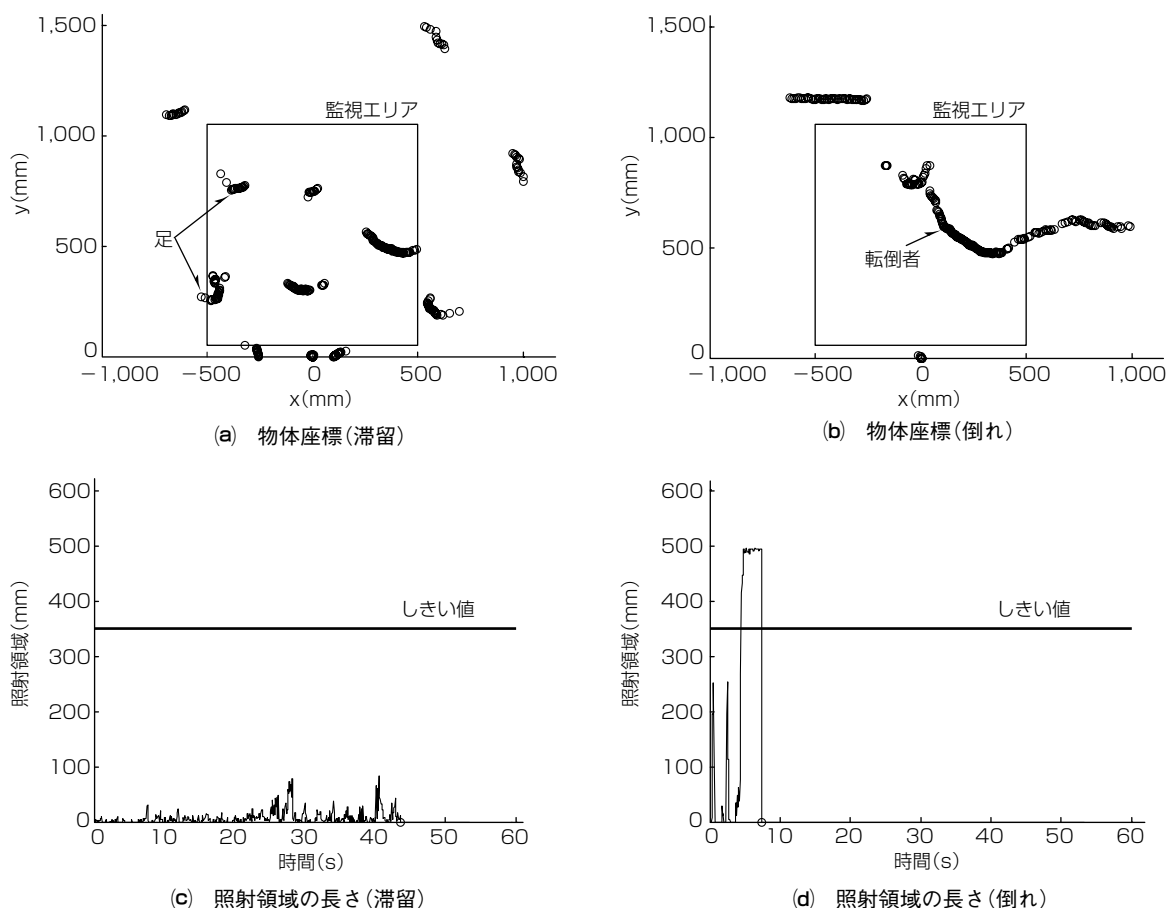 1,500
1,000
500
0
y(mm)
監視エリア
足
−1,000 −500 0 500 1,000
x(mm)
(a) 物体座標(滞留)
1,500
1,000
500
0
y(mm)
監視エリア
転倒者
−1,000 −500 0 500 1,000
x(mm)
(b) 物体座標(倒れ)
600
500
400
300
200
100
0
照射領域(mm)
しきい値
0 10 20 30 40 50 60
時間(s)
(c) 照射領域の長さ(滞留)
600
500
400
300
200
100
0
照射領域(mm)
しきい値
0 10 20 30 40 50 60
時間(s)
(d) 照射領域の長さ(倒れ)